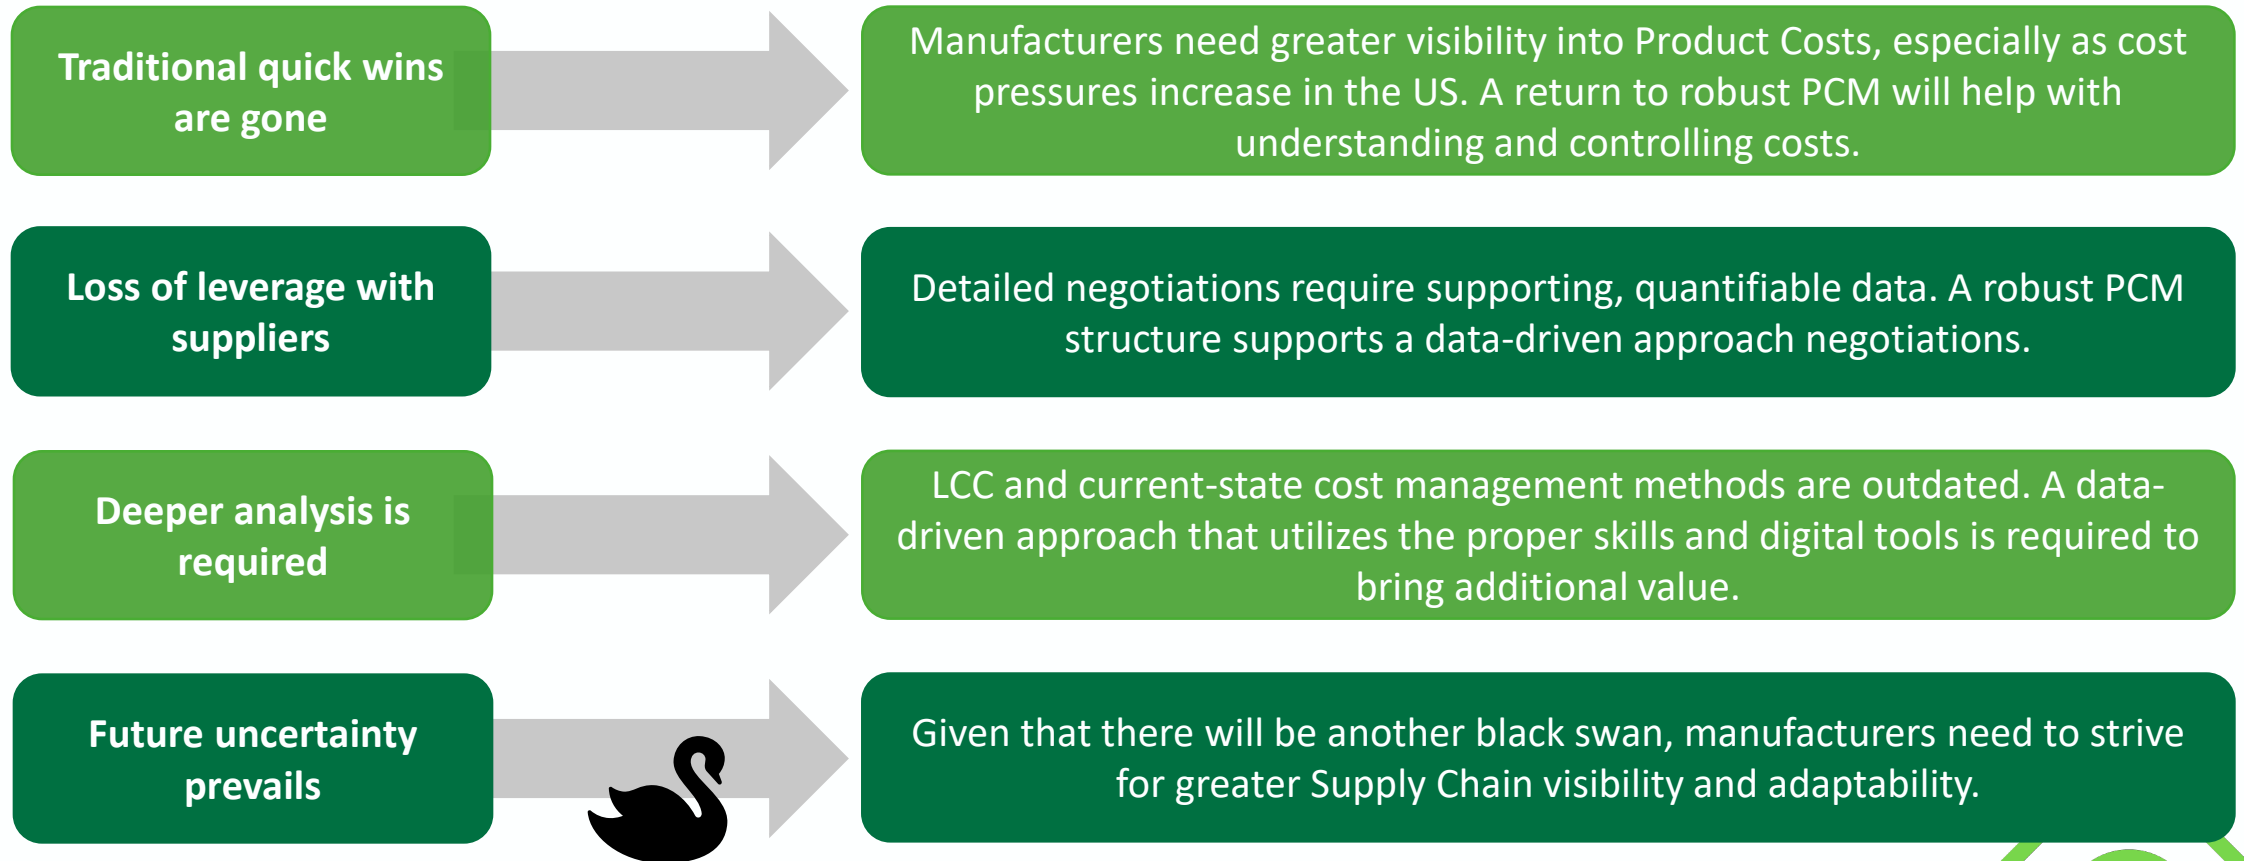 Traditional quick wins
are gone
Manufacturers need greater visibility into Product Costs, especially as cost
pressures increase in the US. A return to robust PCM will help with
understanding and controlling costs.
Loss of leverage with
suppliers
Detailed negotiations require supporting, quantifiable data. A robust PCM
structure supports a data-driven approach negotiations.
Deeper analysis is
required
LCC and current-state cost management methods are outdated. A data-
driven approach that utilizes the proper skills and digital tools is required to
bring additional value.
Future uncertainty
prevails
Given that there will be another black swan, manufacturers need to strive
for greater Supply Chain visibility and adaptability.